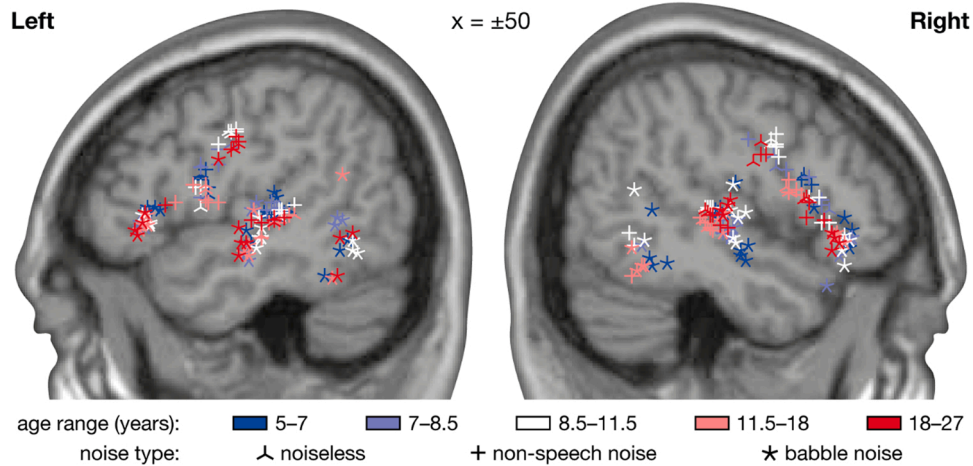 Left x = ±50 Right
age range (years): 5–7 7–8.5 8.5–11.5 11.5–18 18–27
noise type: noiseless non-speech noise babble noise